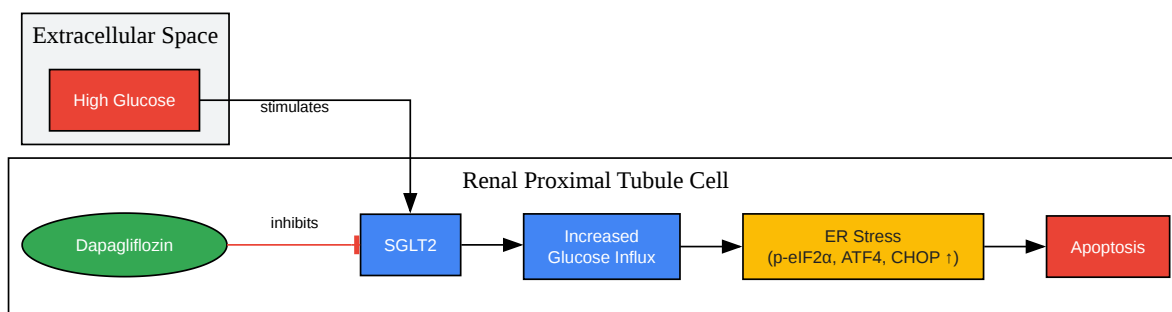 Extracellular Space
High Glucose
stimulates
Renal Proximal Tubule Cell
Dapagliflozin
inhibits
SGLT2
Increased
Glucose Influx
ER Stress
(p-eIF2α, ATF4, CHOP ↑)
Apoptosis